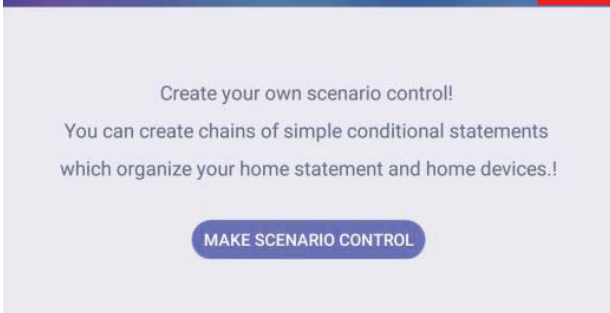 Create your own scenario control!
You can create chains of simple conditional statements
which organize your home statement and home devices.!
MAKE SCENARIO CONTROL